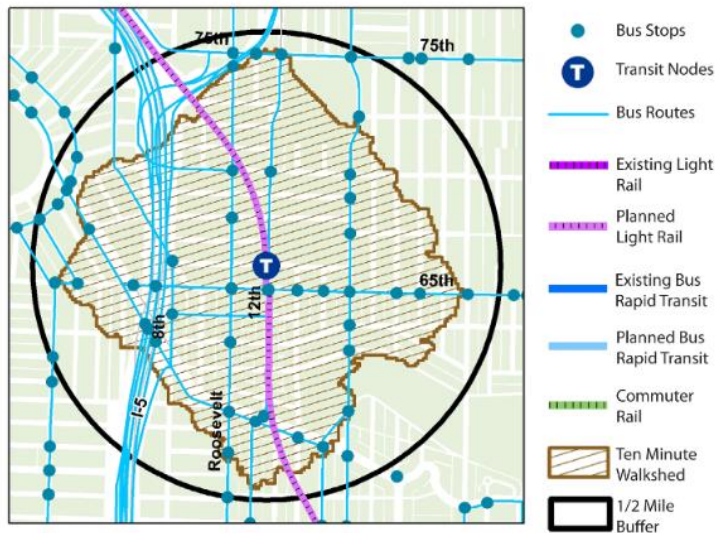 75th
75th
65th
12th
8th
I-5
Roosevelt
T
Bus Stops
T
Transit Nodes
Bus Routes
Existing Light
Rail
Planned
Light Rail
Existing Bus
Rapid Transit
Planned Bus
Rapid Transit
Commuter
Rail
Ten Minute
Walkshed
1/2 Mile
Buffer